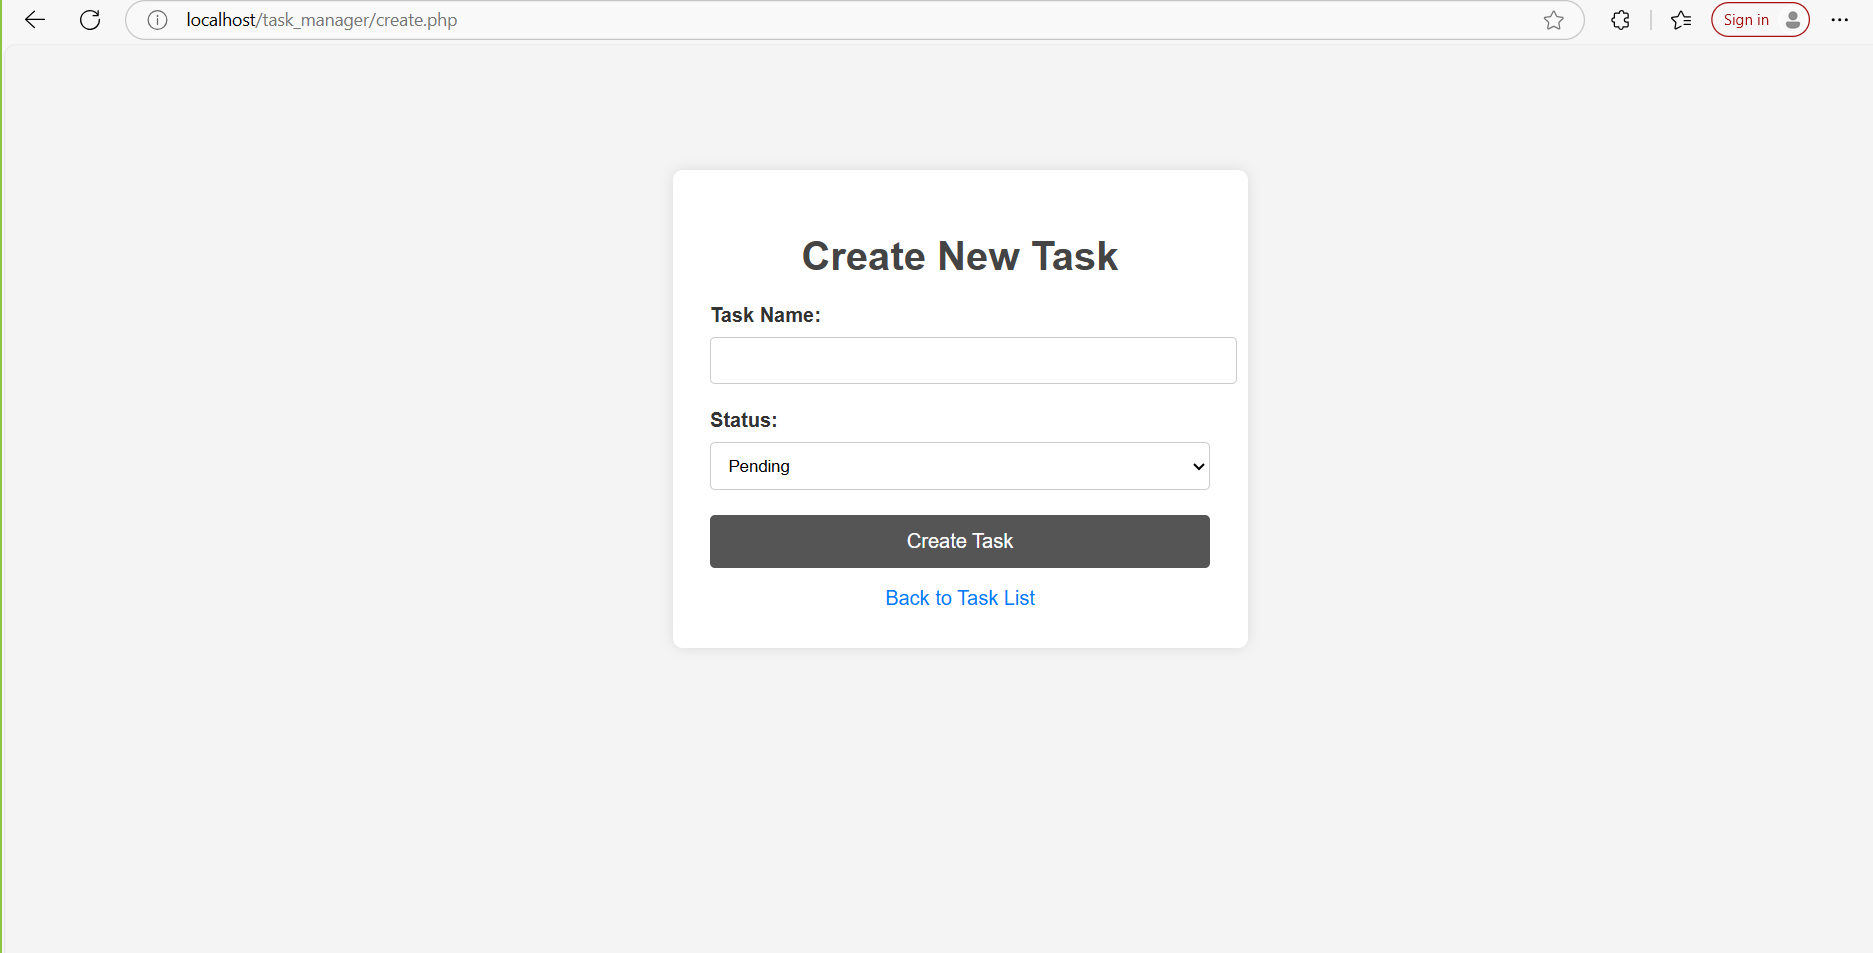 localhost/task_manager/create.php
Sign in
Create New Task
Task Name:
Status:
Pending
Create Task
Back to Task List